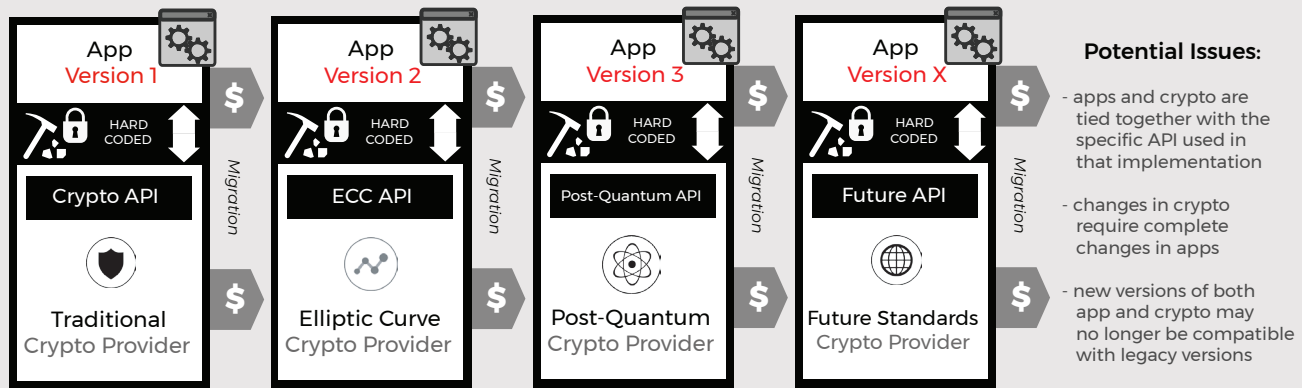 App
Version 1
HARD
CODED
Crypto API
Traditional
Crypto Provider
$
Migration
$
App
Version 2
HARD
CODED
ECC API
Elliptic Curve
Crypto Provider
$
Migration
$
App
Version 3
HARD
CODED
Post-Quantum API
Post-Quantum
Crypto Provider
$
Migration
$
App
Version X
HARD
CODED
Future API
Future Standards
Crypto Provider
$
Migration
$
Potential Issues:
- apps and crypto are
tied together with the
specific API used in
that implementation
- changes in crypto
require complete
changes in apps
- new versions of both
app and crypto may
no longer be compatible
with legacy versions